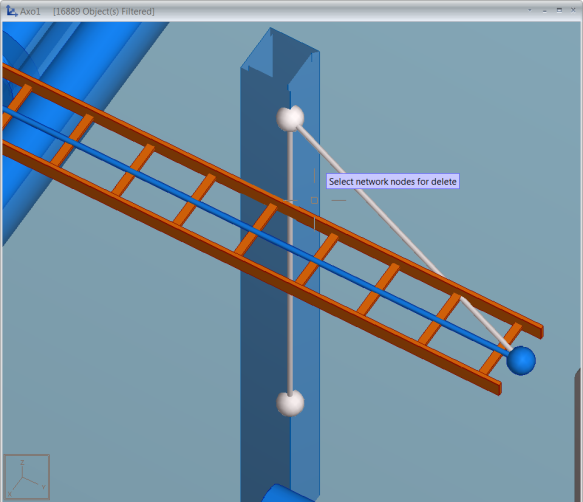 Axo1 [16889 Object(s) Filtered]
Select network nodes for delete
Z